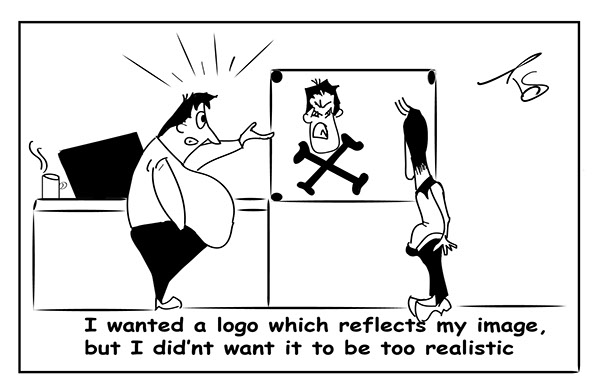 I wanted a logo which reflects my image,
but I did'nt want it to be too realistic